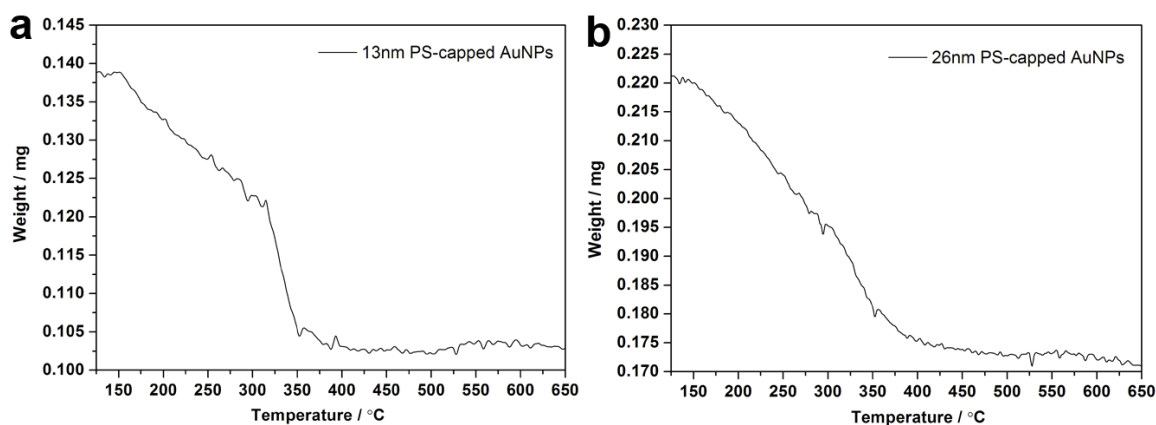 a
13nm PS-capped AuNPs
Weight / mg
0.145
0.140
0.135
0.130
0.125
0.120
0.115
0.110
0.105
0.100
150 200 250 300 350 400 450 500 550 600 650
Temperature / °C
b
26nm PS-capped AuNPs
Weight / mg
0.230
0.225
0.220
0.215
0.210
0.205
0.200
0.195
0.190
0.185
0.180
0.175
0.170
150 200 250 300 350 400 450 500 550 600 650
Temperature / °C